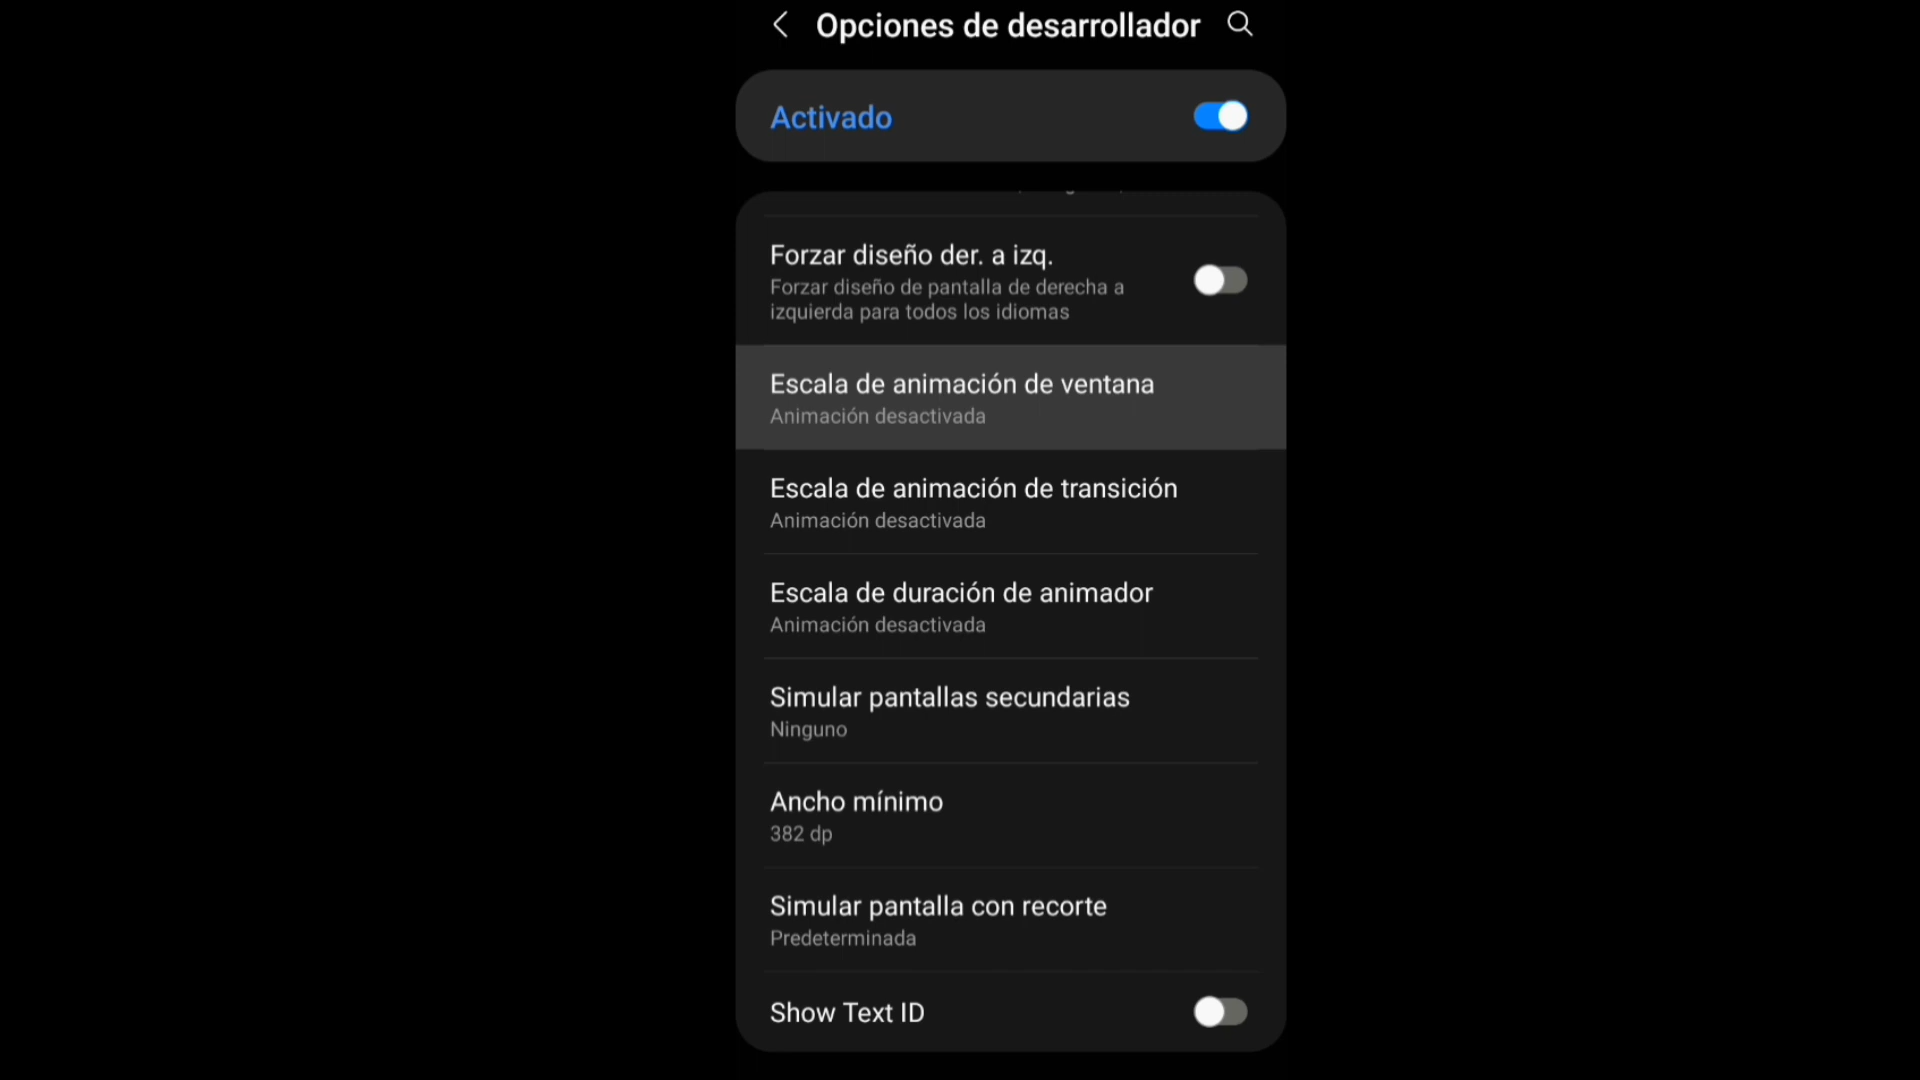 Opciones de desarrollador
Activado
Forzar diseño der. a izq.
Forzar diseño de pantalla de derecha a
izquierda para todos los idiomas
Escala de animación de ventana
Animación desactivada
Escala de animación de transición
Animación desactivada
Escala de duración de animador
Animación desactivada
Simular pantallas secundarias
Ninguno
Ancho mínimo
382 dp
Simular pantalla con recorte
Predeterminada
Show Text ID